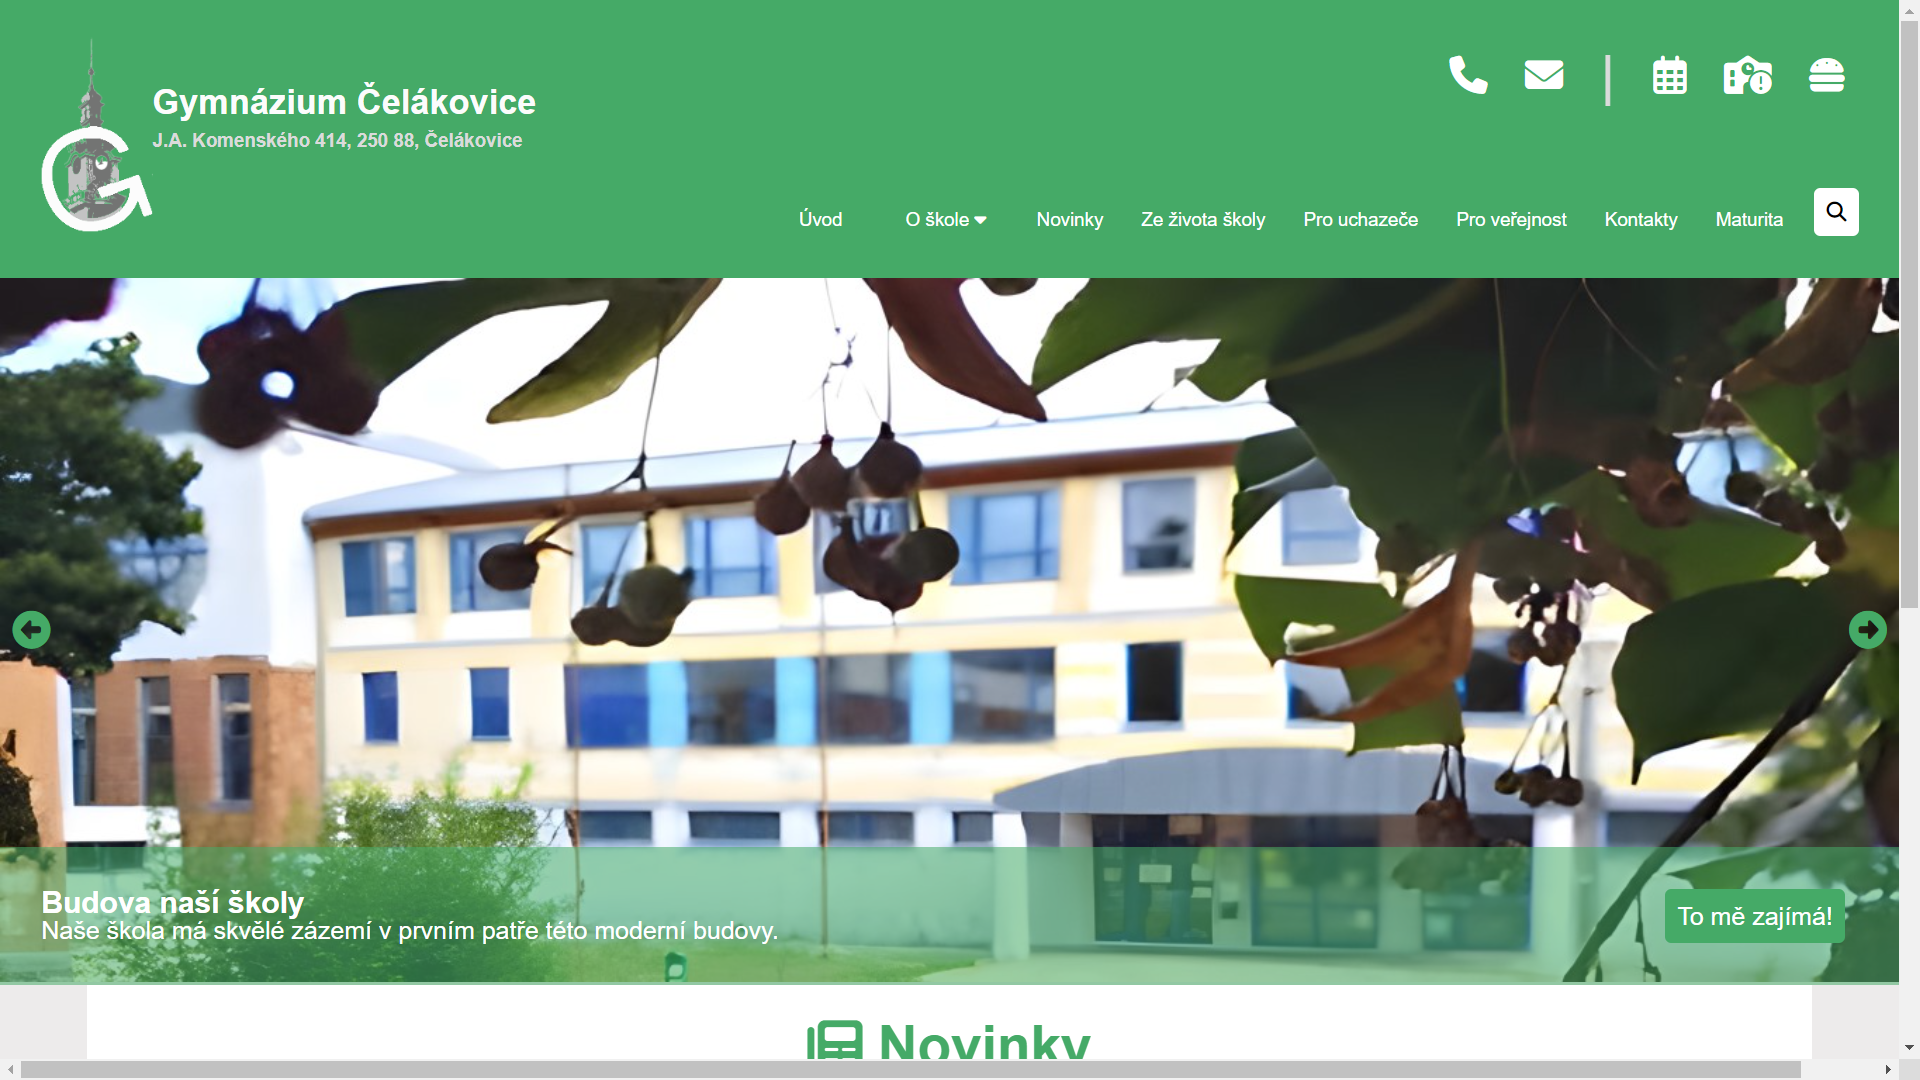 Gymnázium Čelákovice
J.A. Komenského 414, 250 88, Čelákovice
Úvod O škole Novinky Ze života školy Pro uchazeče Pro veřejnost Kontakty Maturita
Budova naší školy
Naše škola má skvělé zázemí v prvním patře této moderní budovy.
To mě zajímá!
Novinky